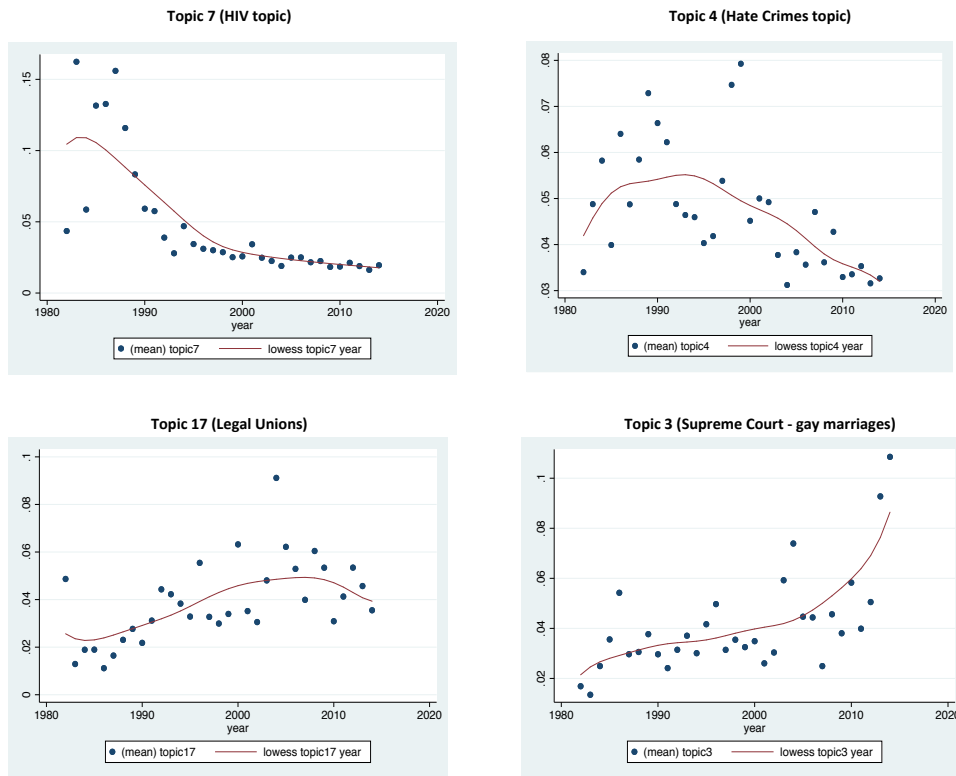 Topic 7 (HIV topic)
.15
.1
.05
0
1980 1990 2000 2010 2020
year
(mean) topic7 lowess topic7 year
Topic 4 (Hate Crimes topic)
.08
.07
.06
.05
.04
.03
1980 1990 2000 2010 2020
year
(mean) topic4 lowess topic4 year
Topic 17 (Legal Unions)
.1
.08
.06
.04
.02
0
1980 1990 2000 2010 2020
year
(mean) topic17 lowess topic17 year
Topic 3 (Supreme Court - gay marriages)
.1
.08
.06
.04
.02
1980 1990 2000 2010 2020
year
(mean) topic3 lowess topic3 year